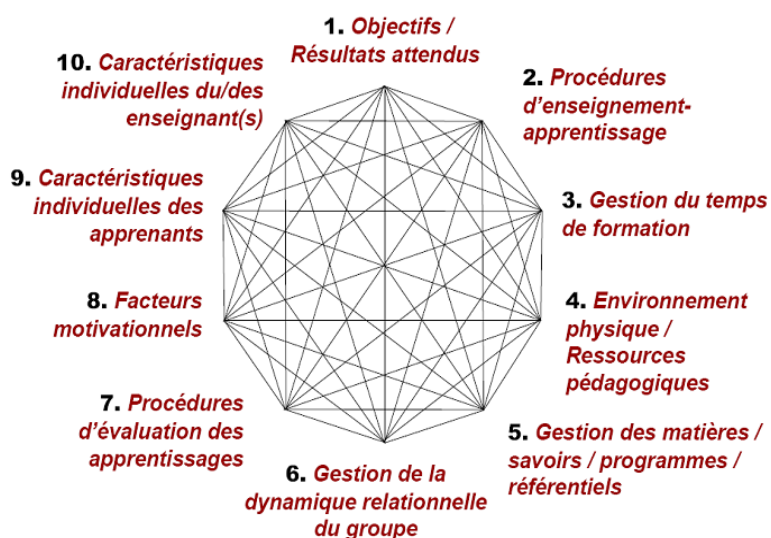 1. Objectifs /
Résultats attendus
2. Procédures
d'enseignement-
apprentissage
3. Gestion du temps
de formation
4. Environnement
physique /
Ressources
pédagogiques
5. Gestion des matières /
savoirs / programmes /
référentiels
6. Gestion de la
dynamique relationnelle
du groupe
7. Procédures
d'évaluation des
apprentissages
8. Facteurs
motivationnels
9. Caractéristiques
individuelles des
apprenants
10. Caractéristiques
individuelles du/des
enseignant(s)